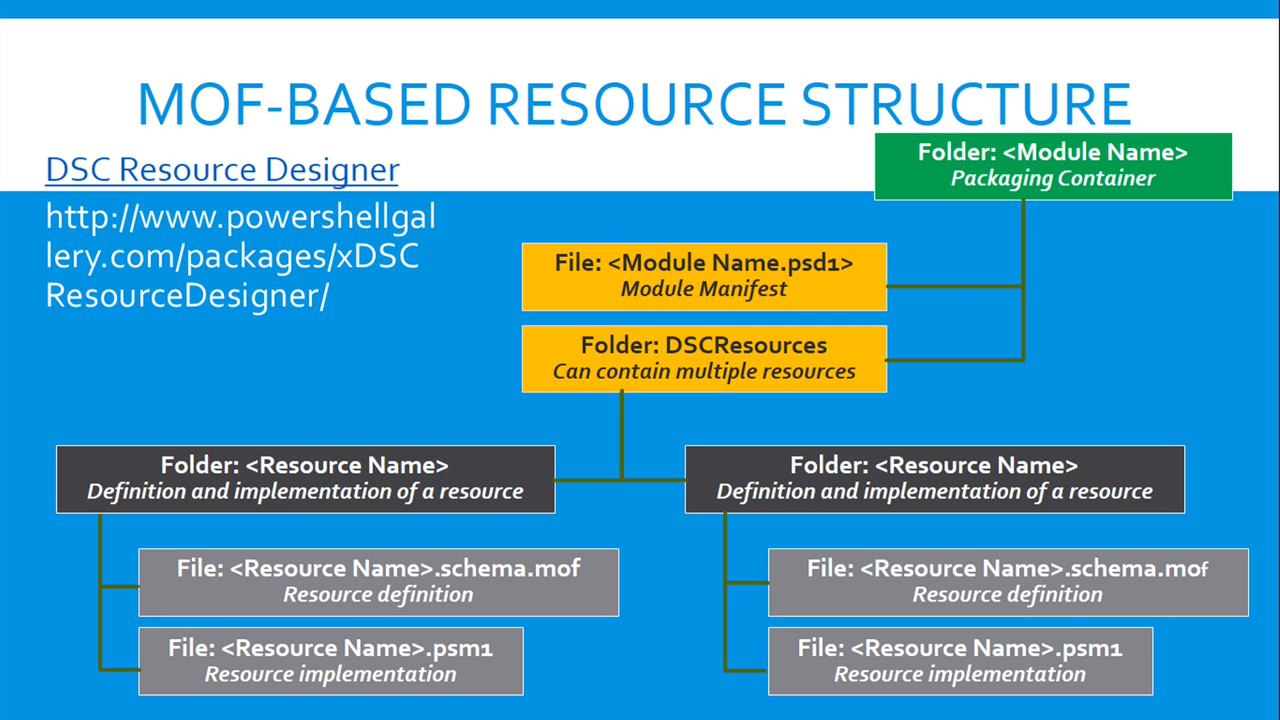 MOF-BASED RESOURCE STRUCTURE
DSC Resource Designer
http://www.powershellgal
lery.com/packages/xDSC
ResourceDesigner/
Folder: <Module Name>
Packaging Container
File: <Module Name.psd1>
Module Manifest
Folder: DSCResources
Can contain multiple resources
Folder: <Resource Name>
Definition and implementation of a resource
File: <Resource Name>.schema.mof
Resource definition
File: <Resource Name>.psm1
Resource implementation
Folder: <Resource Name>
Definition and implementation of a resource
File: <Resource Name>.schema.mof
Resource definition
File: <Resource Name>.psm1
Resource implementation